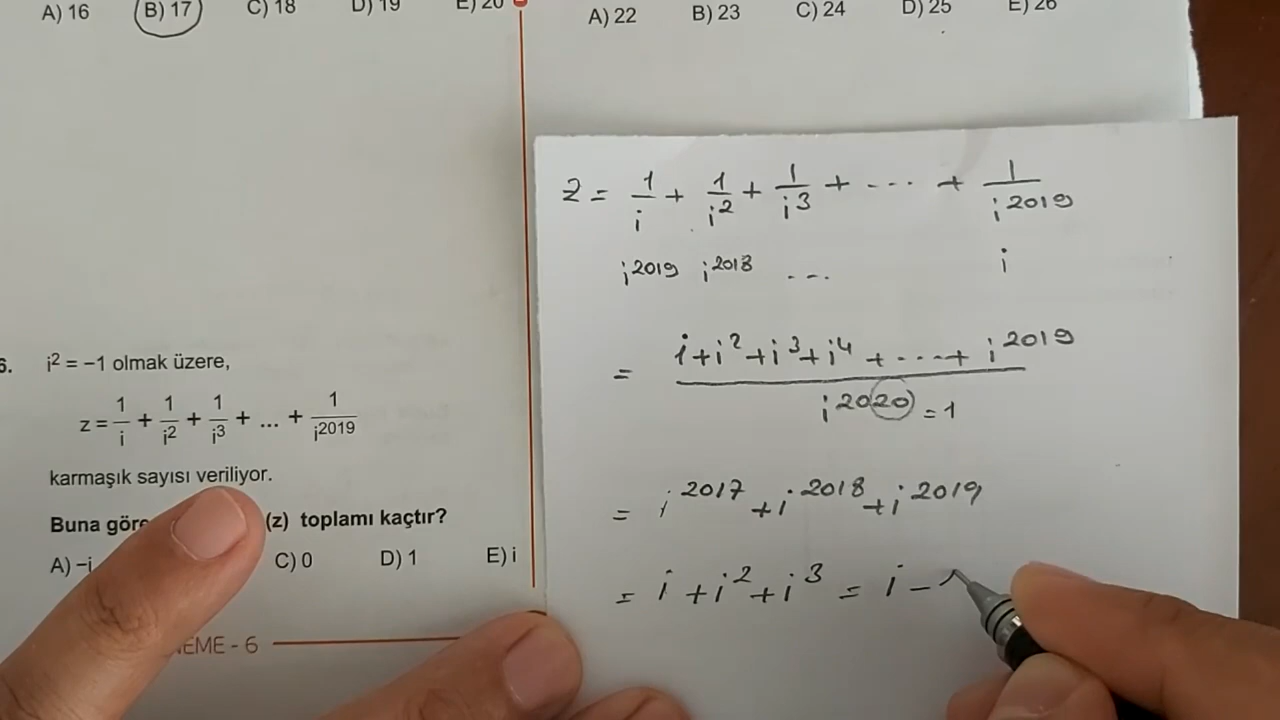 A) 16 B) 17 C) 18 D) 19 E) 20
6. i² = −1 olmak üzere,
z = 1/i + 1/i² + 1/i³ + ... + 1/i²⁰¹⁹
karmaşık sayısı veriliyor.
Buna (z) toplamı kaçtır?
A) −i C) 0 D) 1 E) i
EME - 6
A) 22 B) 23 C) 24 D) 25 E) 26
z = 1/i + 1/i² + 1/i³ + ... + 1/i²⁰¹⁹
i²⁰¹⁹ i²⁰¹⁸ ... i
= (i + i² + i³ + i⁴ + ... + i²⁰¹⁹)/i²⁰²⁰ = 1
= i²⁰¹⁷ + i²⁰¹⁸ + i²⁰¹⁹
= i + i² + i³ = i − 1